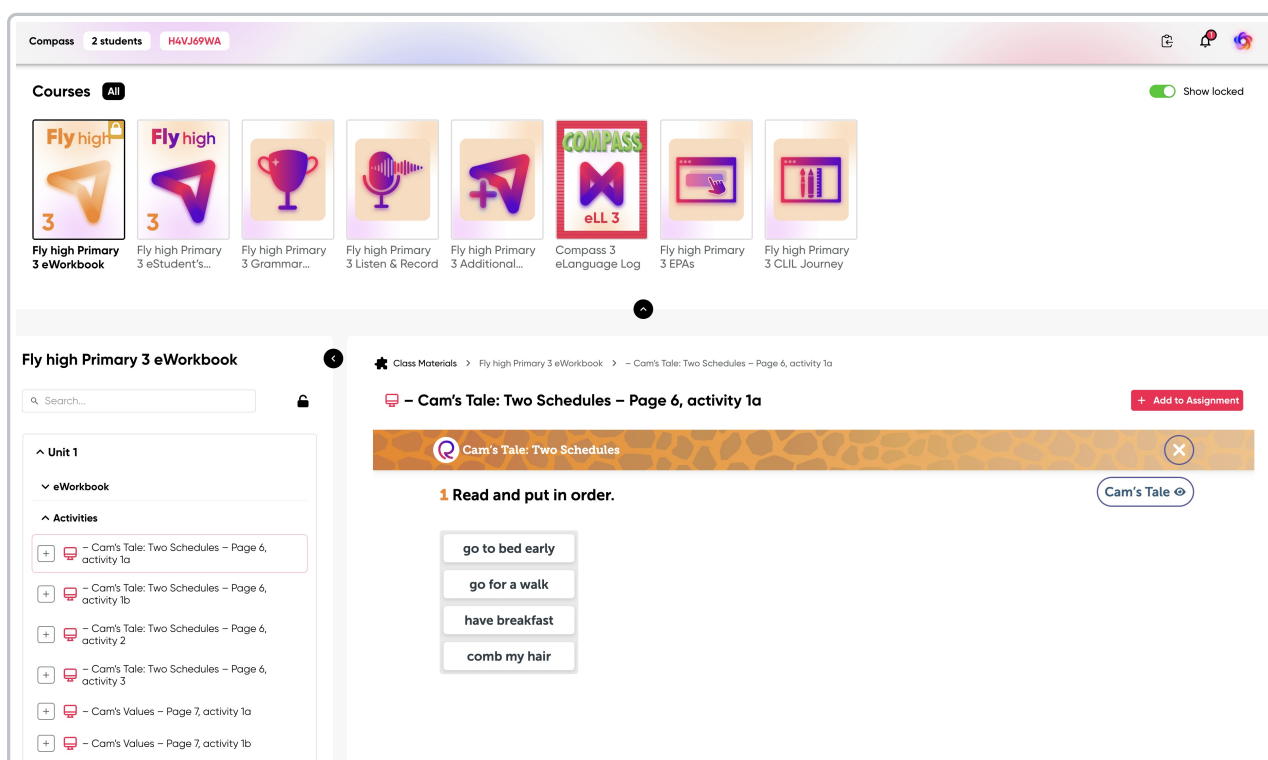 Compass 2 students H4VJ69WA 1
Courses All Show locked
Fly high
3
Fly high
3
COMPASS
eLL 3
Fly high Primary
3 eWorkbook
Fly high Primary
3 eStudent's...
Fly high Primary
3 Grammar...
Fly high Primary
3 Listen & Record
Fly high Primary
3 Additional...
Compass 3
eLanguage Log
Fly high Primary
3 EPAs
Fly high Primary
3 CLIL Journey
Fly high Primary 3 eWorkbook
Search...
Unit 1
eWorkbook
Activities
– Cam's Tale: Two Schedules – Page 6,
activity 1a
– Cam's Tale: Two Schedules – Page 6,
activity 1b
– Cam's Tale: Two Schedules – Page 6,
activity 2
– Cam's Tale: Two Schedules – Page 6,
activity 3
– Cam's Values – Page 7, activity 1a
– Cam's Values – Page 7, activity 1b
Class Materials > Fly high Primary 3 eWorkbook > – Cam's Tale: Two Schedules – Page 6, activity 1a
– Cam's Tale: Two Schedules – Page 6, activity 1a
+ Add to Assignment
Cam's Tale: Two Schedules
1 Read and put in order.
Cam's Tale
go to bed early
go for a walk
have breakfast
comb my hair